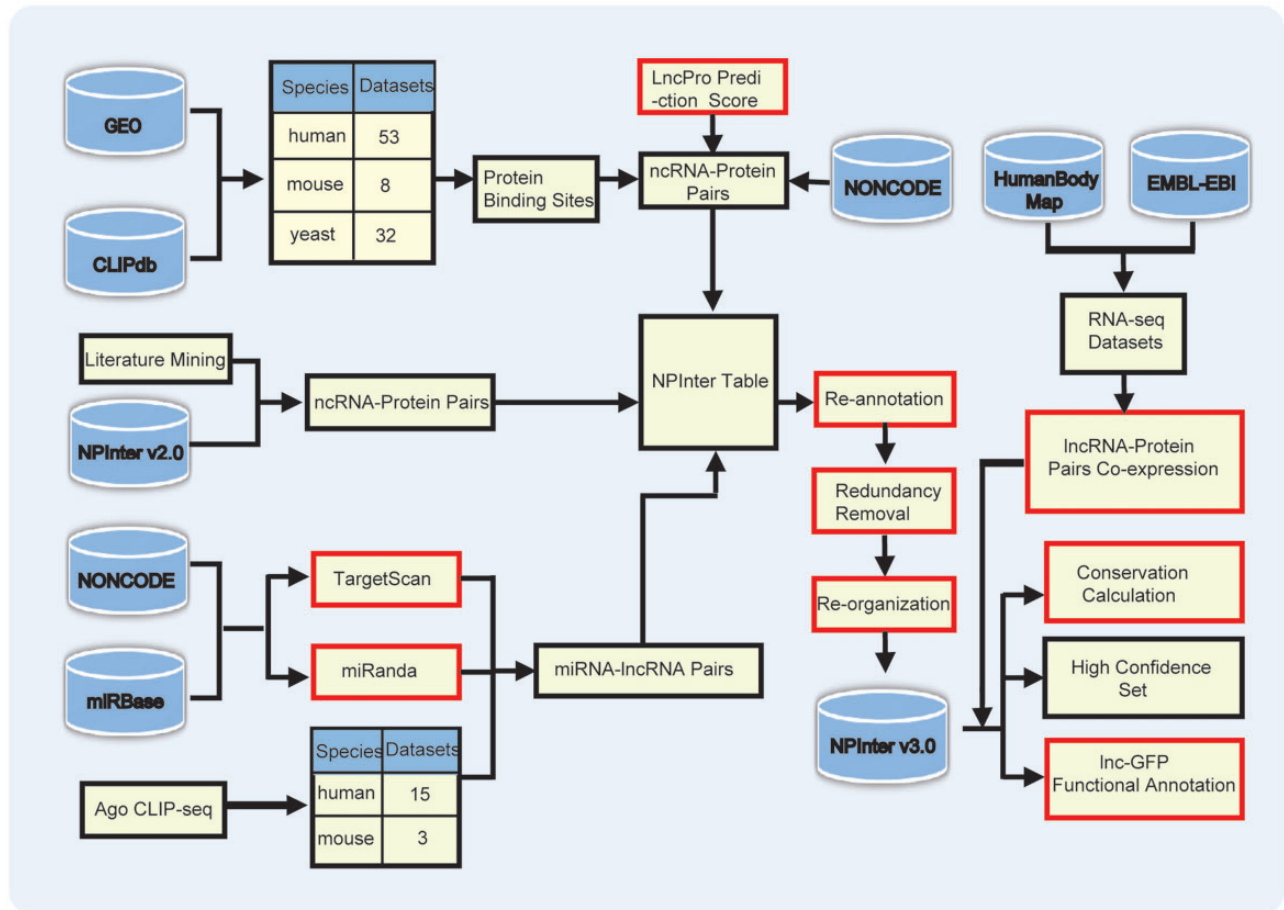 GEO
CLIPdb
Species Datasets
human 53
mouse 8
yeast 32
Protein
Binding Sites
LncPro Predi
-ction Score
ncRNA-Protein
Pairs
NONCODE
HumanBody
Map
EMBL-EBI
RNA-seq
Datasets
lncRNA-Protein
Pairs Co-expression
Literature Mining
NPInter v2.0
ncRNA-Protein Pairs
NPInter Table
Re-annotation
Redundancy
Removal
Re-organization
NPInter v3.0
Conservation
Calculation
High Confidence
Set
lnc-GFP
Functional Annotation
NONCODE
miRBase
TargetScan
miRanda
miRNA-lncRNA Pairs
Ago CLIP-seq
Species Datasets
human 15
mouse 3